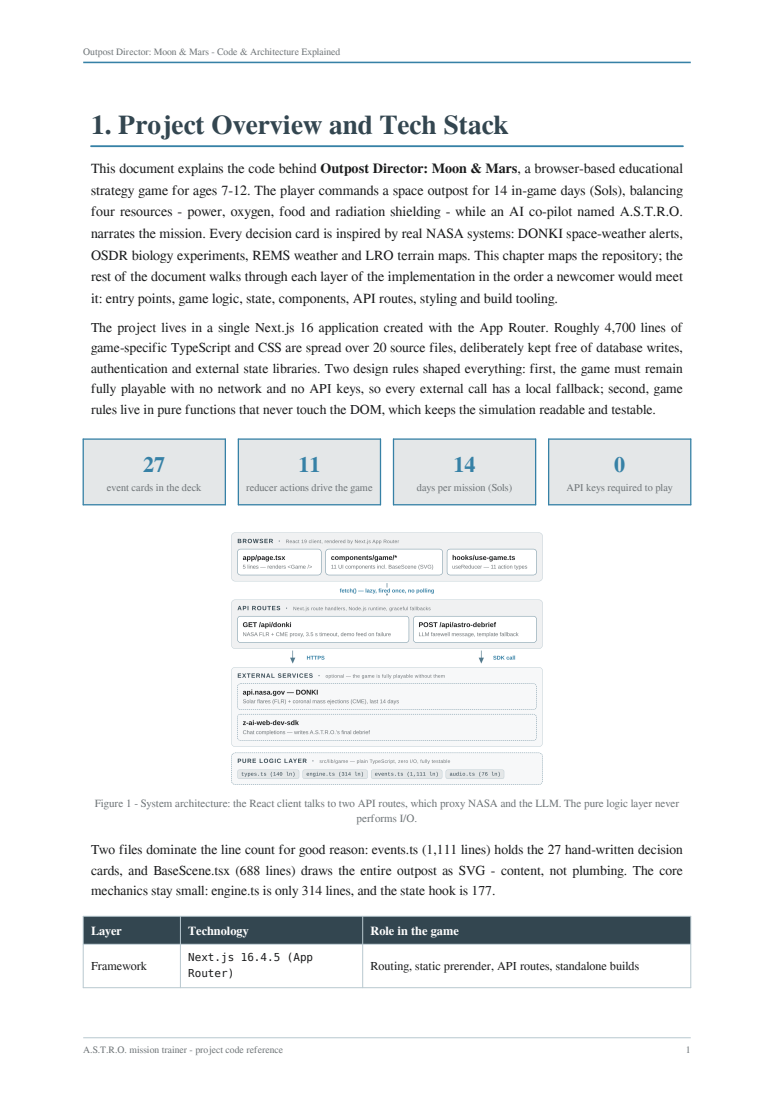 Outpost Director: Moon & Mars - Code & Architecture Explained
1. Project Overview and Tech Stack
This document explains the code behind Outpost Director: Moon & Mars, a browser-based educational
strategy game for ages 7-12. The player commands a space outpost for 14 in-game days (Sols), balancing
four resources - power, oxygen, food and radiation shielding - while an AI co-pilot named A.S.T.R.O.
narrates the mission. Every decision card is inspired by real NASA systems: DONKI space-weather alerts,
OSDR biology experiments, REMS weather and LRO terrain maps. This chapter maps the repository; the
rest of the document walks through each layer of the implementation in the order a newcomer would meet
it: entry points, game logic, state, components, API routes, styling and build tooling.
The project lives in a single Next.js 16 application created with the App Router. Roughly 4,700 lines of
game-specific TypeScript and CSS are spread over 20 source files, deliberately kept free of database writes,
authentication and external state libraries. Two design rules shaped everything: first, the game must remain
fully playable with no network and no API keys, so every external call has a local fallback; second, game
rules live in pure functions that never touch the DOM, which keeps the simulation readable and testable.
27
event cards in the deck
11
reducer actions drive the game
14
days per mission (Sols)
0
API keys required to play
BROWSER • React 19 client, rendered by Next.js App Router
app/page.tsx
5 lines — renders <Game />
components/game/*
11 UI components incl. BaseScene (SVG)
hooks/use-game.ts
useReducer — 11 action types
fetch() — lazy, fired once, no polling
API ROUTES • Next.js route handlers, Node.js runtime, graceful fallbacks
GET /api/donki
NASA FLR + CME proxy, 3.5 s timeout, demo feed on failure
POST /api/astro-debrief
LLM farewell message, template fallback
HTTPS
SDK call
EXTERNAL SERVICES • optional — the game is fully playable without them
api.nasa.gov — DONKI
Solar flares (FLR) + coronal mass ejections (CME), last 14 days
z-ai-web-dev-sdk
Chat completions — writes A.S.T.R.O.'s final debrief
PURE LOGIC LAYER • src/lib/game — plain TypeScript, zero I/O, fully testable
types.ts (140 ln) engine.ts (314 ln) events.ts (1,111 ln) audio.ts (76 ln)
Figure 1 - System architecture: the React client talks to two API routes, which proxy NASA and the LLM. The pure logic layer never
performs I/O.
Two files dominate the line count for good reason: events.ts (1,111 lines) holds the 27 hand-written decision
cards, and BaseScene.tsx (688 lines) draws the entire outpost as SVG - content, not plumbing. The core
mechanics stay small: engine.ts is only 314 lines, and the state hook is 177.
Layer Technology Role in the game
Framework Next.js 16.4.5 (App Router) Routing, static prerender, API routes, standalone builds
A.S.T.R.O. mission trainer - project code reference 1